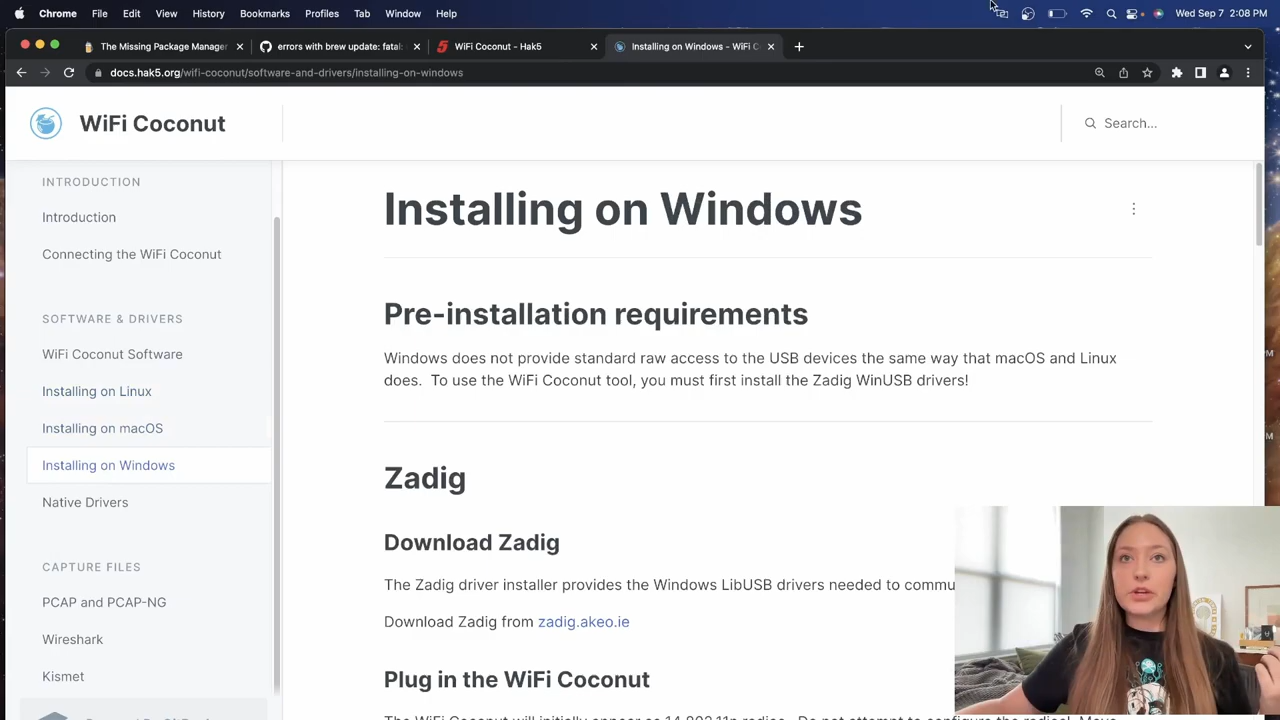 Chrome File Edit View History Bookmarks Profiles Tab Window Help Wed Sep 7 2:08 PM
The Missing Package Manager
errors with brew update: fatal:
WiFi Coconut - Hak5
Installing on Windows - WiFi C
docs.hak5.org/wifi-coconut/software-and-drivers/installing-on-windows
WiFi Coconut
Search...
INTRODUCTION
Introduction
Connecting the WiFi Coconut
SOFTWARE & DRIVERS
WiFi Coconut Software
Installing on Linux
Installing on macOS
Installing on Windows
Native Drivers
CAPTURE FILES
PCAP and PCAP-NG
Wireshark
Kismet
Installing on Windows
Pre-installation requirements
Windows does not provide standard raw access to the USB devices the same way that macOS and Linux
does. To use the WiFi Coconut tool, you must first install the Zadig WinUSB drivers!
Zadig
Download Zadig
The Zadig driver installer provides the Windows LibUSB drivers needed to commu
Download Zadig from zadig.akeo.ie
Plug in the WiFi Coconut